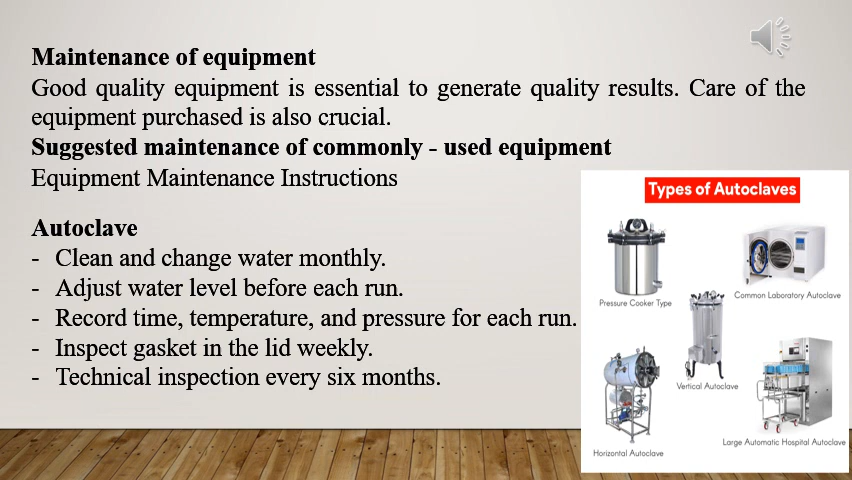 Maintenance of equipment
Good quality equipment is essential to generate quality results. Care of the
equipment purchased is also crucial.
Suggested maintenance of commonly - used equipment
Equipment Maintenance Instructions
Autoclave
- Clean and change water monthly.
- Adjust water level before each run.
- Record time, temperature, and pressure for each run.
- Inspect gasket in the lid weekly.
- Technical inspection every six months.
Types of Autoclaves
Pressure Cooker Type
Common Laboratory Autoclave
Vertical Autoclave
Horizontal Autoclave
Large Automatic Hospital Autoclave